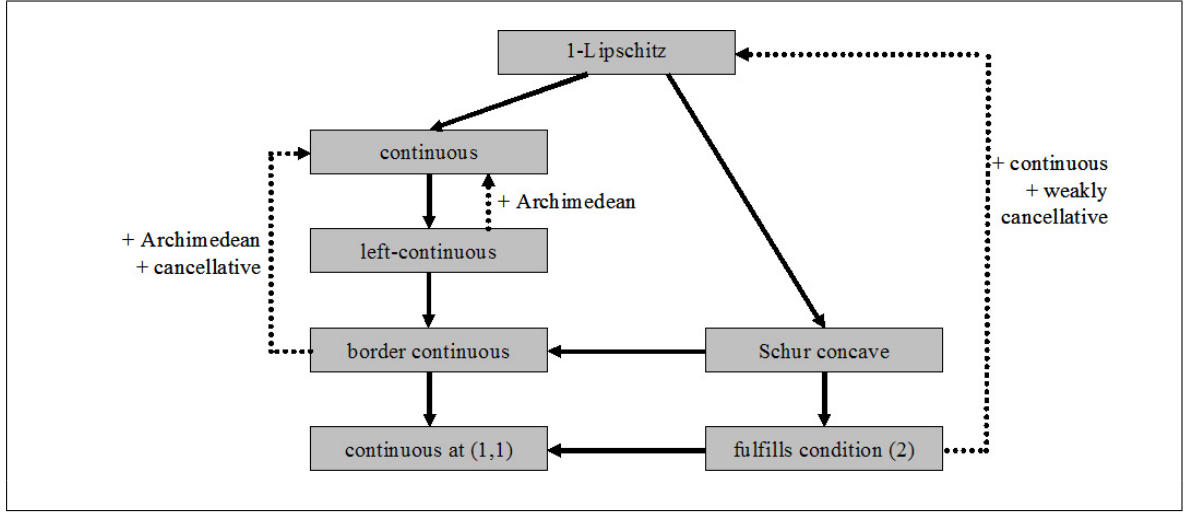 1-Lipschitz
continuous
+ continuous
+ weakly
cancellative
+ Archimedean
+ Archimedean
+ cancellative
left-continuous
border continuous
Schur concave
continuous at (1,1)
fulfills condition (2)